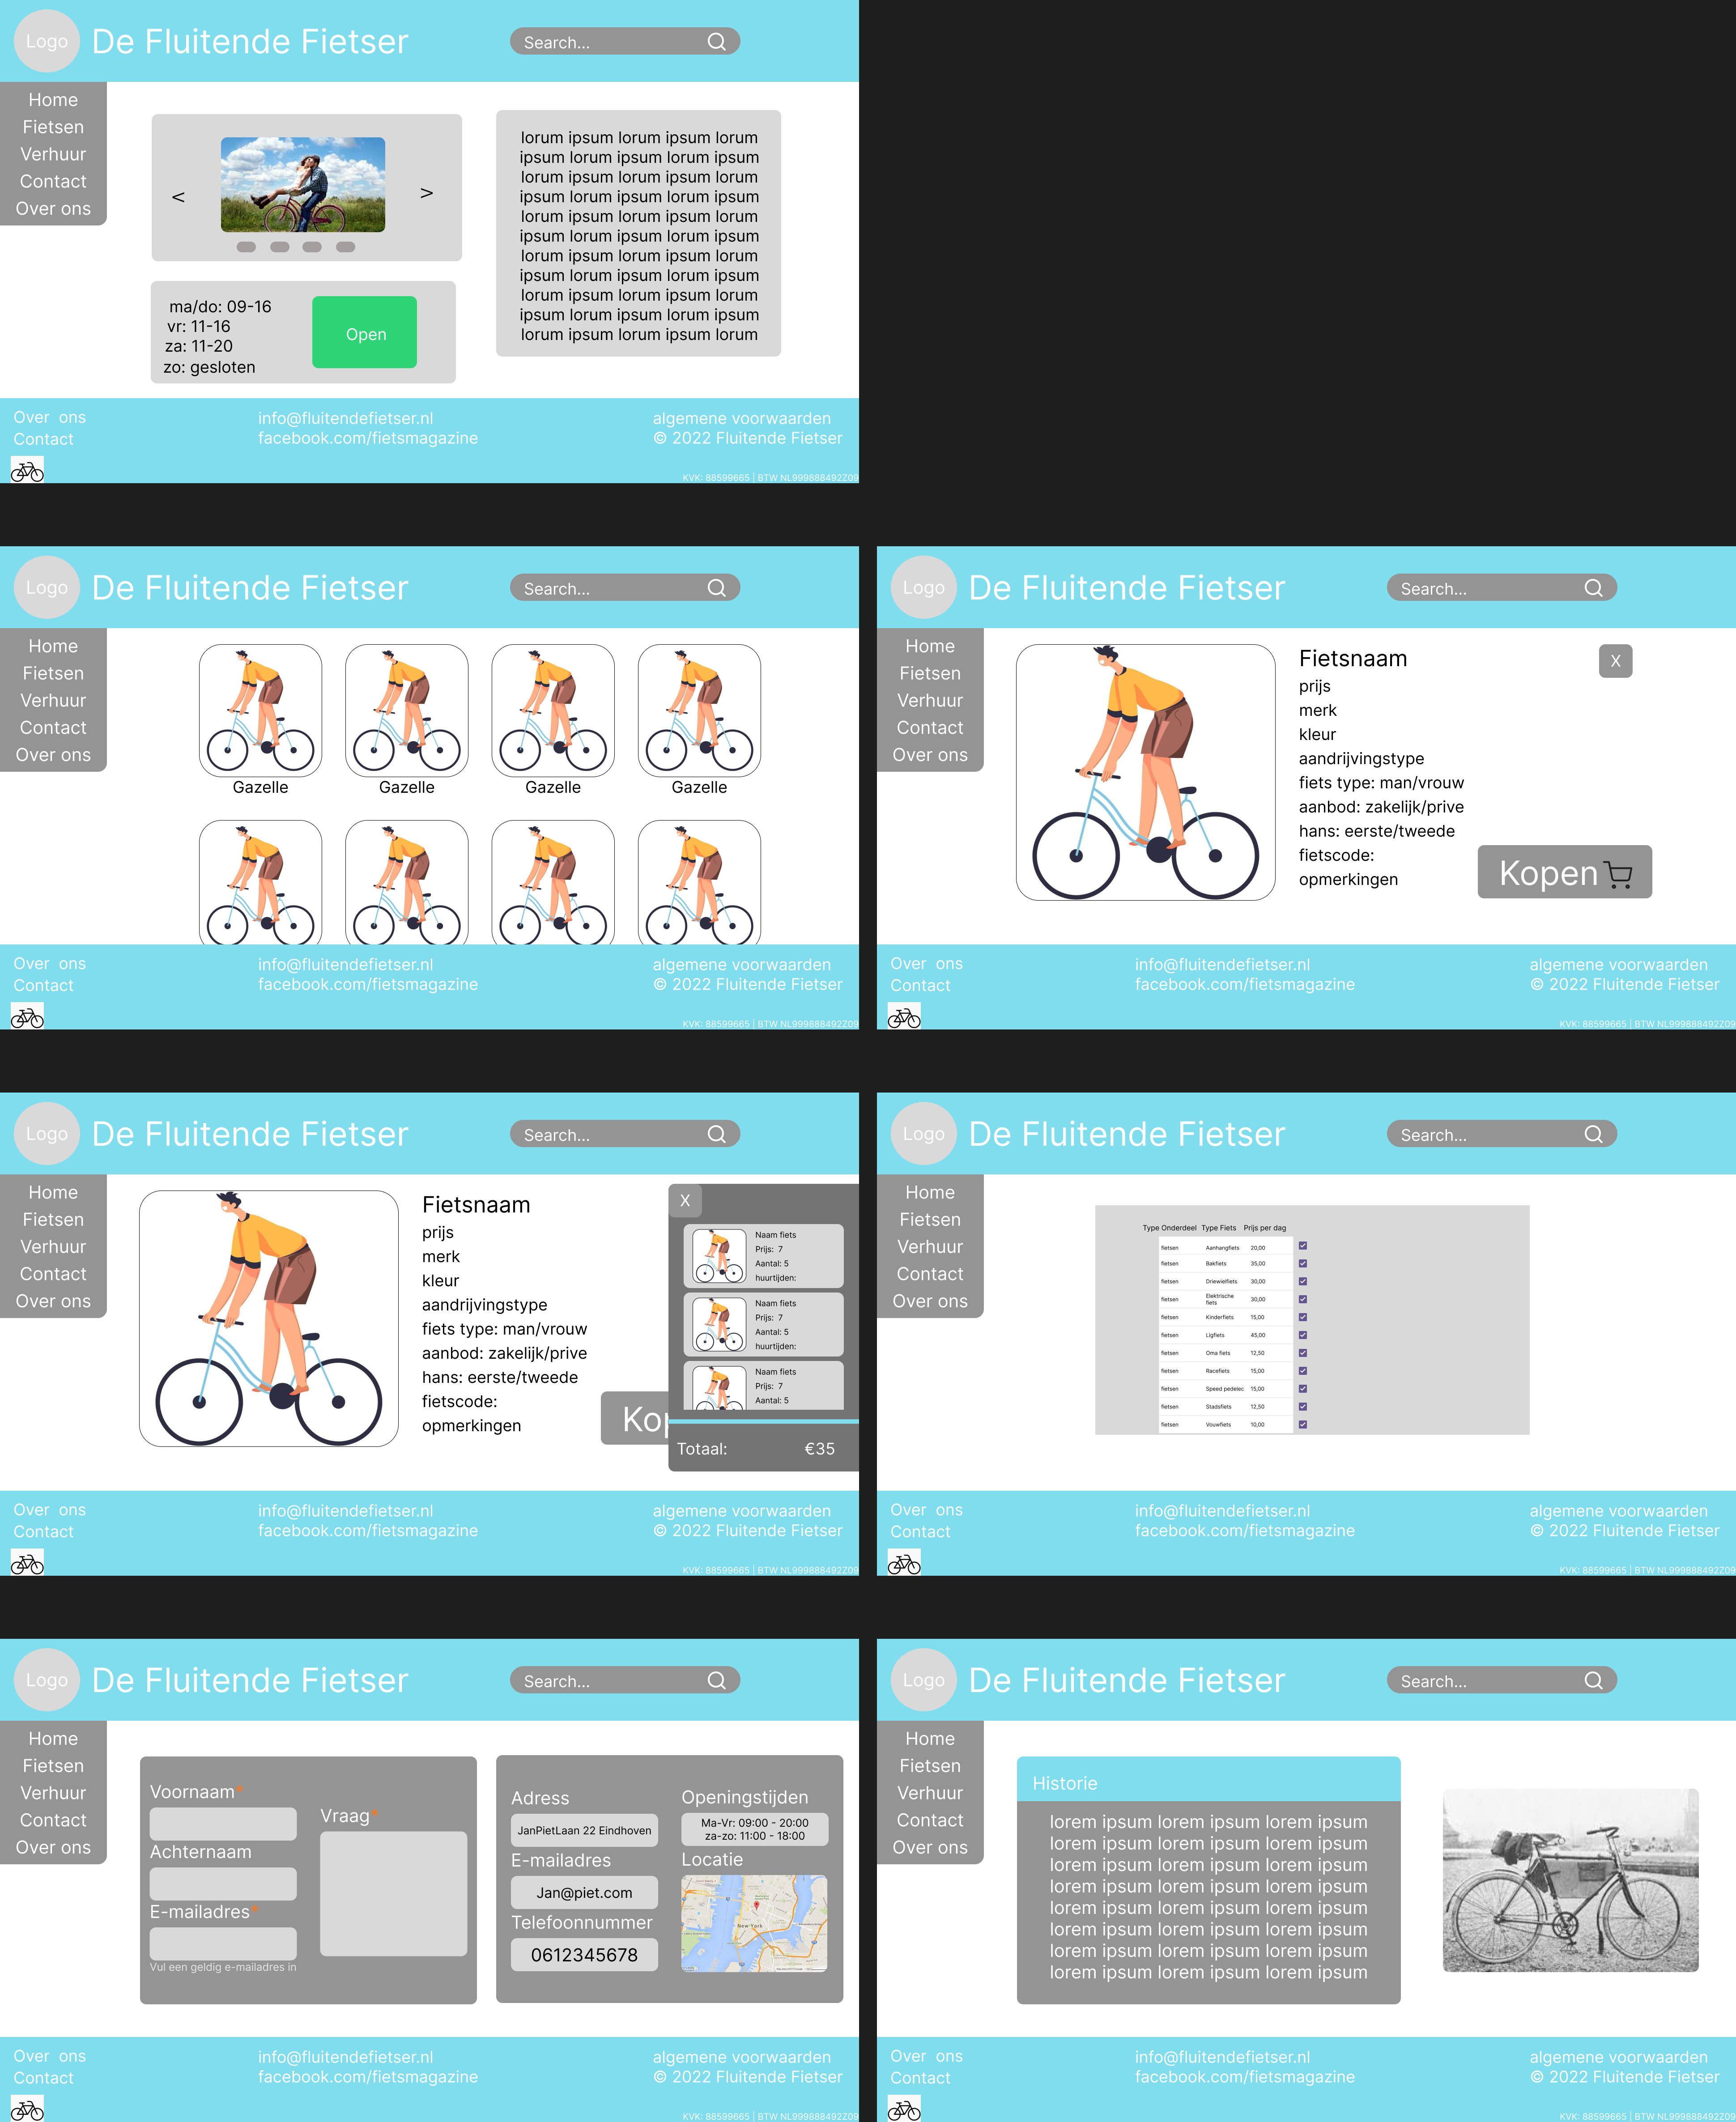 Logo
De Fluitende Fietser
Search...
Home
Fietsen
Verhuur
Contact
Over ons
<
>
ma/do: 09-16
vr: 11-16
za: 11-20
zo: gesloten
Open
lorum ipsum lorum ipsum lorum
ipsum lorum ipsum lorum ipsum
lorum ipsum lorum ipsum lorum
ipsum lorum ipsum lorum ipsum
lorum ipsum lorum ipsum lorum
ipsum lorum ipsum lorum ipsum
lorum ipsum lorum ipsum lorum
ipsum lorum ipsum lorum ipsum
lorum ipsum lorum ipsum lorum
ipsum lorum ipsum lorum ipsum
lorum ipsum lorum ipsum lorum
Over ons
Contact
info@fluitendefietser.nl
facebook.com/fietsmagazine
algemene voorwaarden
© 2022 Fluitende Fietser
KVK: 88599665 | BTW NL999888492Z09
Logo
De Fluitende Fietser
Search...
Home
Fietsen
Verhuur
Contact
Over ons
Gazelle
Gazelle
Gazelle
Gazelle
Over ons
Contact
info@fluitendefietser.nl
facebook.com/fietsmagazine
algemene voorwaarden
© 2022 Fluitende Fietser
KVK: 88599665 | BTW NL999888492Z09
Logo
De Fluitende Fietser
Search...
Home
Fietsen
Verhuur
Contact
Over ons
Fietsnaam
prijs
merk
kleur
aandrijvingstype
fiets type: man/vrouw
aanbod: zakelijk/prive
hans: eerste/tweede
fietscode:
opmerkingen
X
Kopen
Over ons
Contact
info@fluitendefietser.nl
facebook.com/fietsmagazine
algemene voorwaarden
© 2022 Fluitende Fietser
KVK: 88599665 | BTW NL999888492Z09
Logo
De Fluitende Fietser
Search...
Home
Fietsen
Verhuur
Contact
Over ons
Fietsnaam
prijs
merk
kleur
aandrijvingstype
fiets type: man/vrouw
aanbod: zakelijk/prive
hans: eerste/tweede
fietscode:
opmerkingen
Kop
X
Naam fiets
Prijs: 7
Aantal: 5
huurtijden:
Naam fiets
Prijs: 7
Aantal: 5
huurtijden:
Naam fiets
Prijs: 7
Aantal: 5
Totaal: €35
Over ons
Contact
info@fluitendefietser.nl
facebook.com/fietsmagazine
algemene voorwaarden
© 2022 Fluitende Fietser
KVK: 88599665 | BTW NL999888492Z09
Logo
De Fluitende Fietser
Search...
Home
Fietsen
Verhuur
Contact
Over ons
Type Onderdeel Type Fiets Prijs per dag
fietsen Aanhangfiets 20,00
fietsen Bakfiets 35,00
fietsen Driewielfiets 30,00
fietsen Elektrische fiets 30,00
fietsen Kinderfiets 15,00
fietsen Ligfiets 45,00
fietsen Oma fiets 12,50
fietsen Racefiets 15,00
fietsen Speed pedelec 15,00
fietsen Stadsfiets 12,50
fietsen Vouwfiets 10,00
Over ons
Contact
info@fluitendefietser.nl
facebook.com/fietsmagazine
algemene voorwaarden
© 2022 Fluitende Fietser
KVK: 88599665 | BTW NL999888492Z09
Logo
De Fluitende Fietser
Search...
Home
Fietsen
Verhuur
Contact
Over ons
Voornaam*
Achternaam
E-mailadres*
Vul een geldig e-mailadres in
Vraag*
Adress
JanPietLaan 22 Eindhoven
E-mailadres
Jan@piet.com
Telefoonnummer
0612345678
Openingstijden
Ma-Vr: 09:00 - 20:00
za-zo: 11:00 - 18:00
Locatie
New York
Over ons
Contact
info@fluitendefietser.nl
facebook.com/fietsmagazine
algemene voorwaarden
© 2022 Fluitende Fietser
KVK: 88599665 | BTW NL999888492Z09
Logo
De Fluitende Fietser
Search...
Home
Fietsen
Verhuur
Contact
Over ons
Historie
lorem ipsum lorem ipsum lorem ipsum
lorem ipsum lorem ipsum lorem ipsum
lorem ipsum lorem ipsum lorem ipsum
lorem ipsum lorem ipsum lorem ipsum
lorem ipsum lorem ipsum lorem ipsum
lorem ipsum lorem ipsum lorem ipsum
lorem ipsum lorem ipsum lorem ipsum
lorem ipsum lorem ipsum lorem ipsum
Over ons
Contact
info@fluitendefietser.nl
facebook.com/fietsmagazine
algemene voorwaarden
© 2022 Fluitende Fietser
KVK: 88599665 | BTW NL999888492Z09